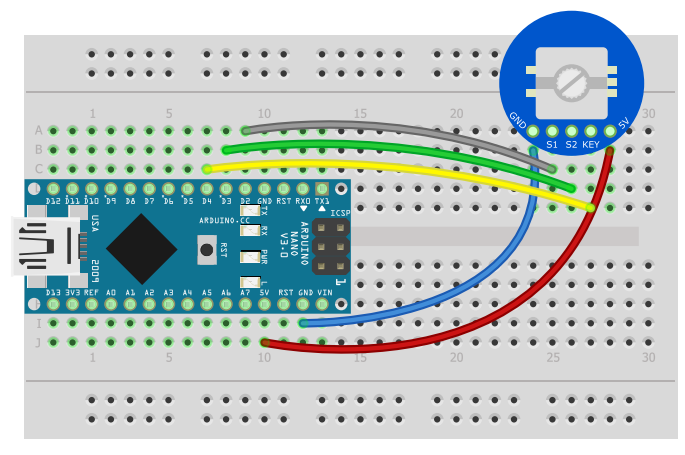 GND S1 S2 KEY 5V
1 5 10 15 20 25 30
A
B
C
D12 D11 D10 D9 D8 D7 D6 D5 D4 D3 D2 GND RST RX0 TX1
TX
RX
PWR
L
ARDUINO.CC
RST
ICSP
1
ARDUINO
NANO
V3.0
USA
2009
D13 3V3 REF A0 A1 A2 A3 A4 A5 A6 A7 5V RST GND VIN
I
J
1 5 10 15 20 25 30